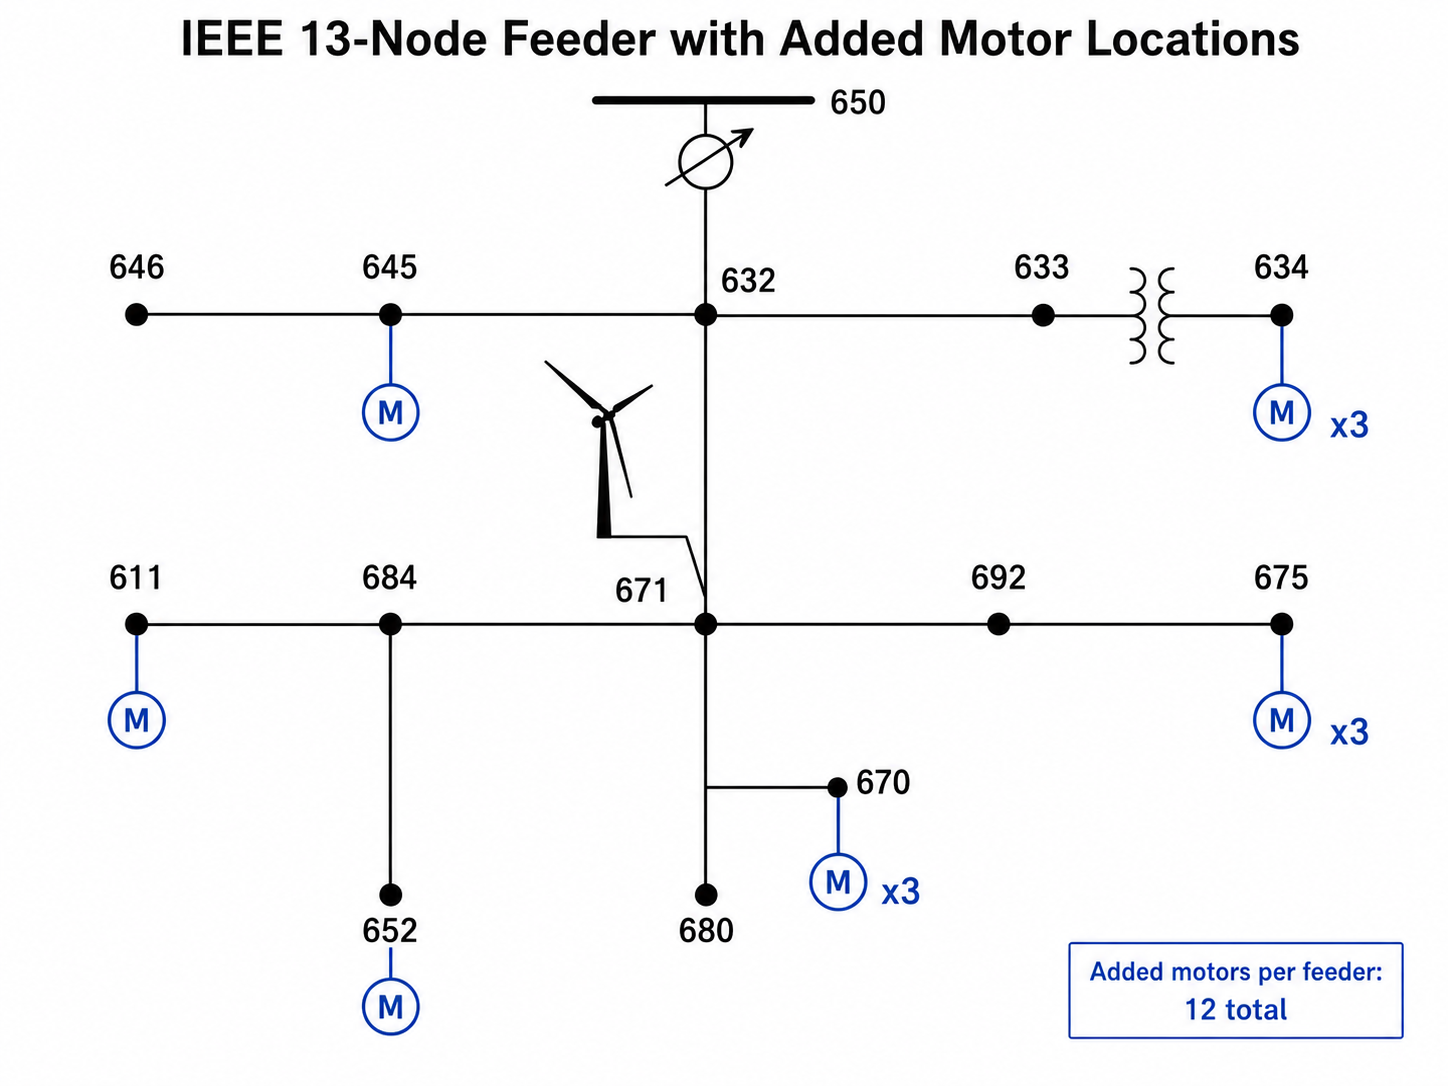 IEEE 13-Node Feeder with Added Motor Locations
650
646
645
632
633
634
M
M
x3
611
684
671
692
675
M
M
x3
670
M
x3
652
680
M
Added motors per feeder:
12 total